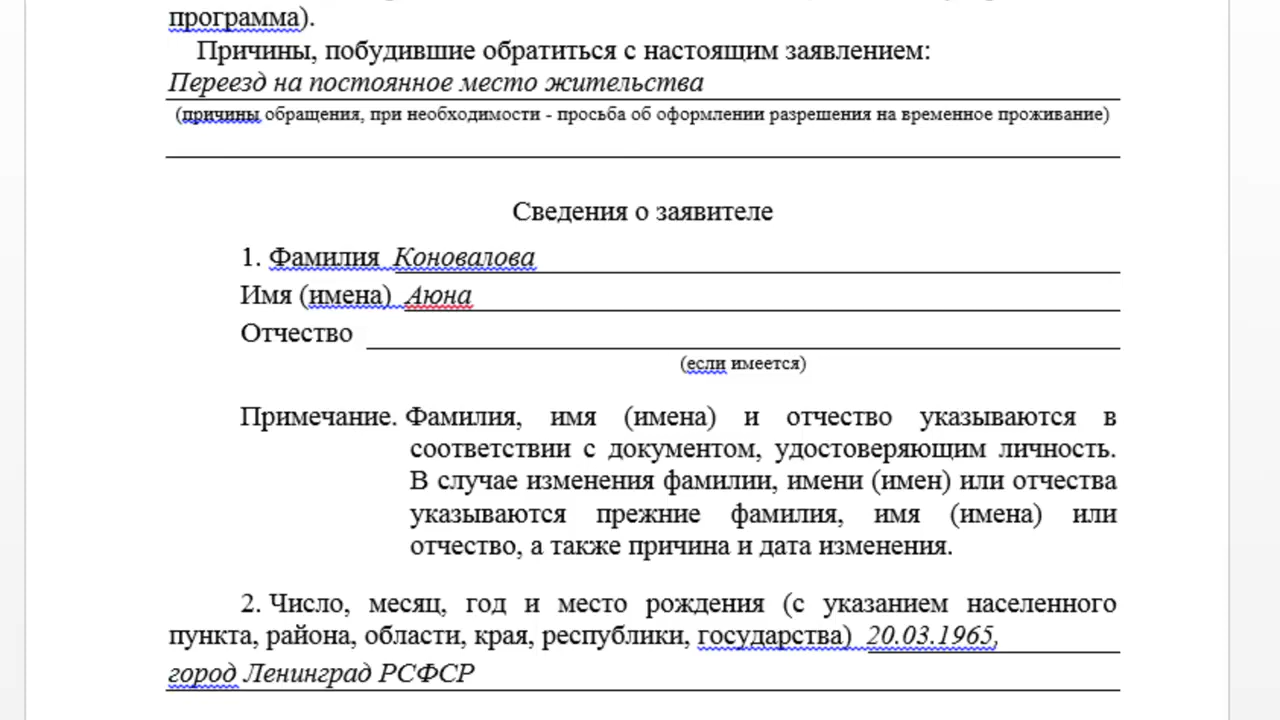 программа).
Причины, побудившие обратиться с настоящим заявлением:
Переезд на постоянное место жительства
(причины обращения, при необходимости - просьба об оформлении разрешения на временное проживание)
Сведения о заявителе
1. Фамилия Коновалова
Имя (имена) Аюна
Отчество
(если имеется)
Примечание. Фамилия, имя (имена) и отчество указываются в
соответствии с документом, удостоверяющим личность.
В случае изменения фамилии, имени (имен) или отчества
указываются прежние фамилия, имя (имена) или
отчество, а также причина и дата изменения.
2. Число, месяц, год и место рождения (с указанием населенного
пункта, района, области, края, республики, государства) 20.03.1965,
город Ленинград РСФСР